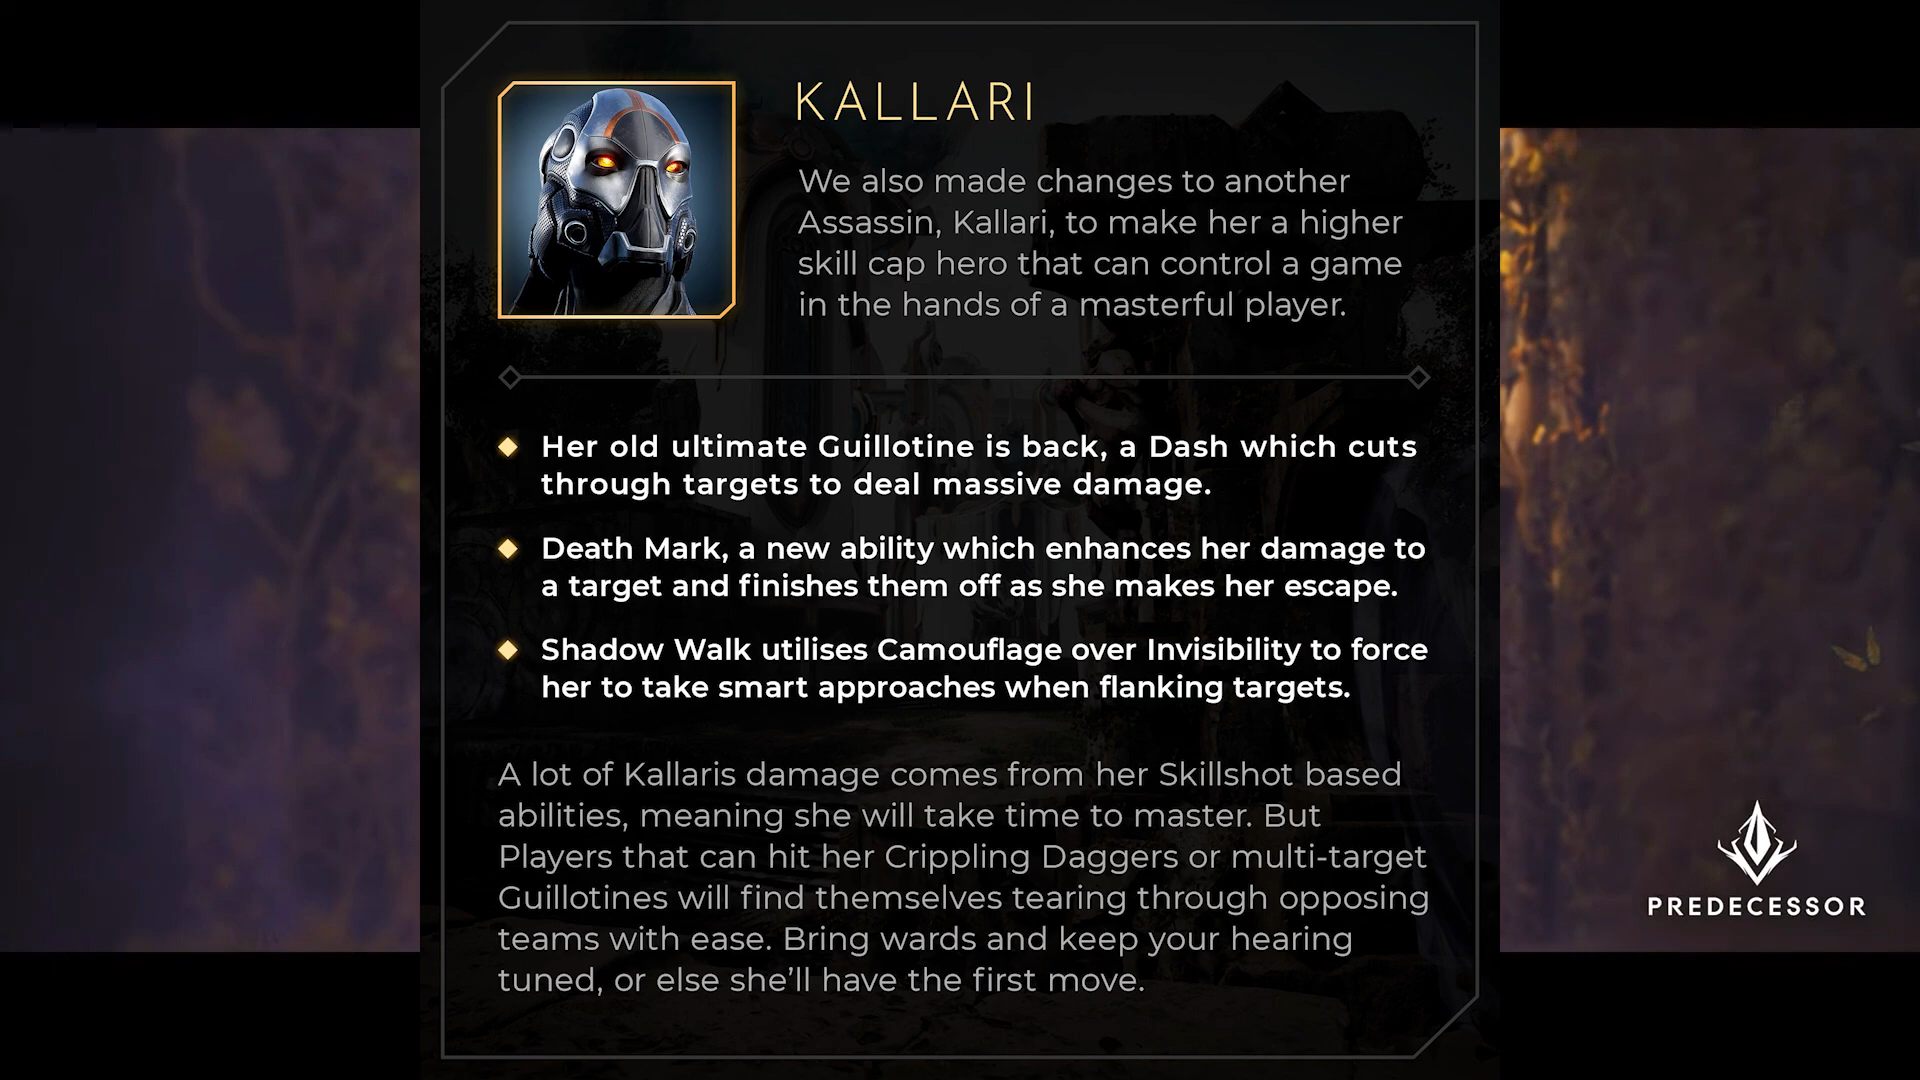 KALLARI
We also made changes to another
Assassin, Kallari, to make her a higher
skill cap hero that can control a game
in the hands of a masterful player.
Her old ultimate Guillotine is back, a Dash which cuts
through targets to deal massive damage.
Death Mark, a new ability which enhances her damage to
a target and finishes them off as she makes her escape.
Shadow Walk utilises Camouflage over Invisibility to force
her to take smart approaches when flanking targets.
A lot of Kallaris damage comes from her Skillshot based
abilities, meaning she will take time to master. But
Players that can hit her Crippling Daggers or multi-target
Guillotines will find themselves tearing through opposing
teams with ease. Bring wards and keep your hearing
tuned, or else she’ll have the first move.
PREDECESSOR